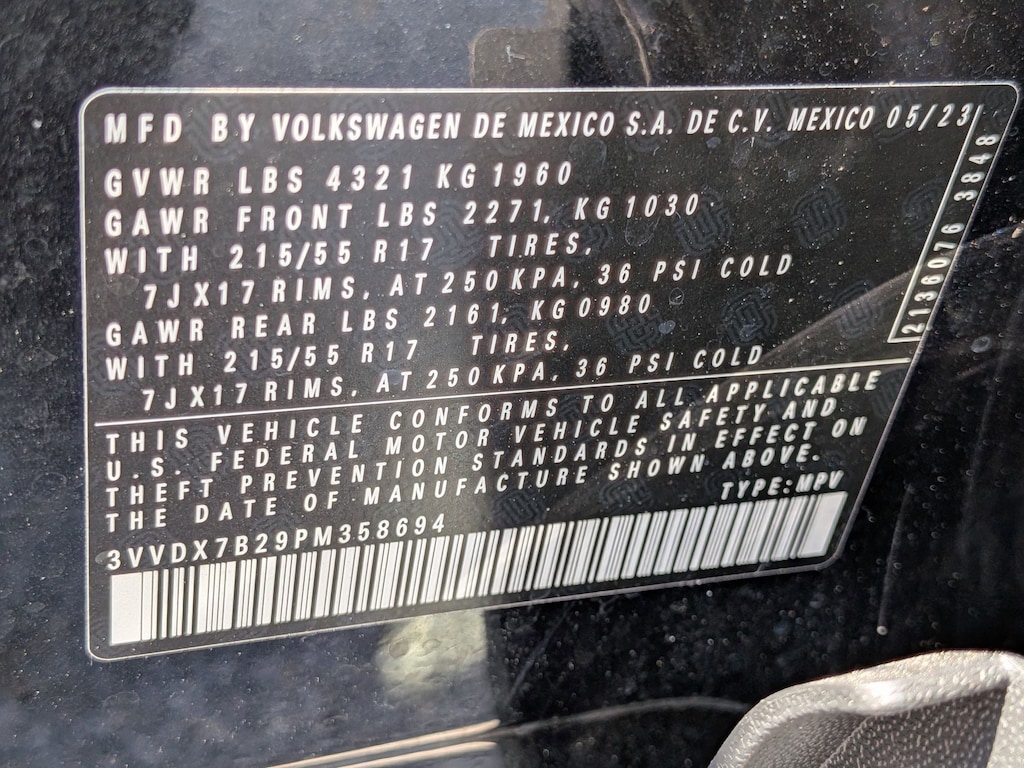 MFD BY VOLKSWAGEN DE MEXICO S.A. DE C.V. MEXICO 05/23
GVWR LBS 4321 KG 1960
GAWR FRONT LBS 2271, KG 1030
WITH 215/55 R17 TIRES,
7JX17 RIMS, AT 250 KPA, 36 PSI COLD
GAWR REAR LBS 2161, KG 0980
WITH 215/55 R17 TIRES,
7JX17 RIMS, AT 250 KPA, 36 PSI COLD
THIS VEHICLE CONFORMS TO ALL APPLICABLE
U.S. FEDERAL MOTOR VEHICLE SAFETY AND
THEFT PREVENTION STANDARDS IN EFFECT ON
THE DATE OF MANUFACTURE SHOWN ABOVE.
TYPE:MPV
3VVDX7B29PM358694
2136076 3848